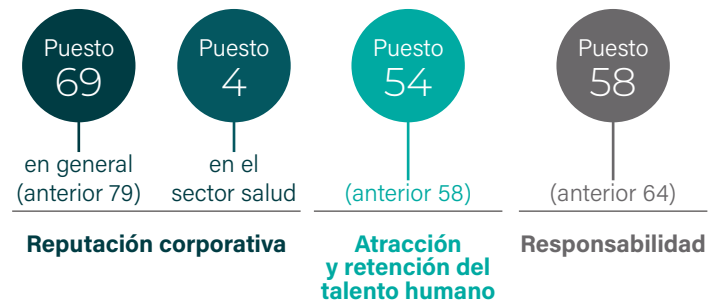 Puesto
69
en general
(anterior 79)
Puesto
4
en el
sector salud
Reputación corporativa
Puesto
54
(anterior 58)
Atracción
y retención del
talento humano
Puesto
58
(anterior 64)
Responsabilidad